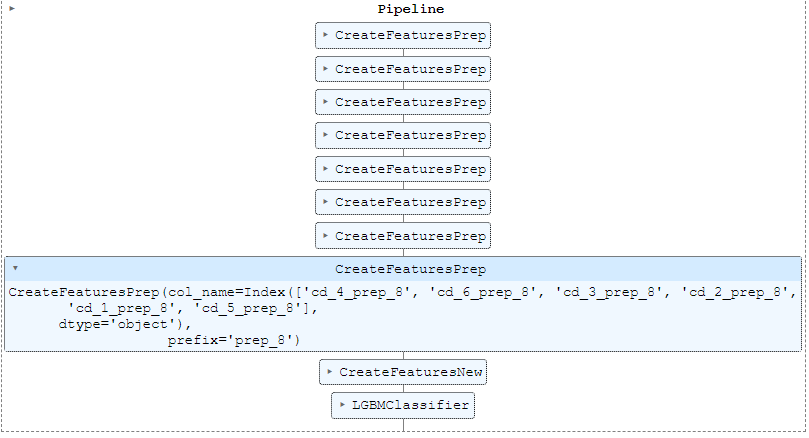 Pipeline
CreateFeaturesPrep
CreateFeaturesPrep
CreateFeaturesPrep
CreateFeaturesPrep
CreateFeaturesPrep
CreateFeaturesPrep
CreateFeaturesPrep
CreateFeaturesPrep
CreateFeaturesPrep(col_name=Index(['cd_4_prep_8', 'cd_6_prep_8', 'cd_3_prep_8', 'cd_2_prep_8',
'cd_1_prep_8', 'cd_5_prep_8'],
dtype='object'),
prefix='prep_8')
CreateFeaturesNew
LGBMClassifier